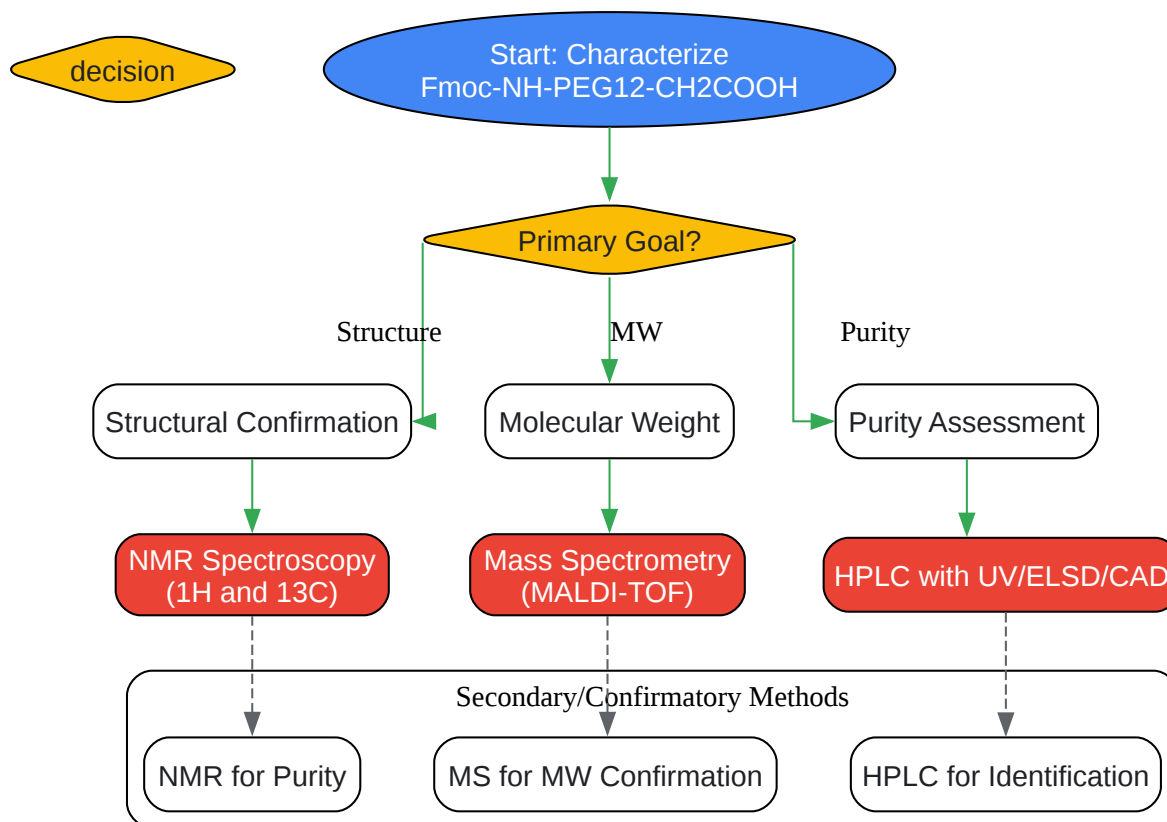 decision
Start: Characterize
Fmoc-NH-PEG12-CH2COOH
Primary Goal?
Structure
MW
Purity
Structural Confirmation
Molecular Weight
Purity Assessment
NMR Spectroscopy
(1H and 13C)
Mass Spectrometry
(MALDI-TOF)
HPLC with UV/ELSD/CAD
Secondary/Confirmatory Methods
NMR for Purity
MS for MW Confirmation
HPLC for Identification